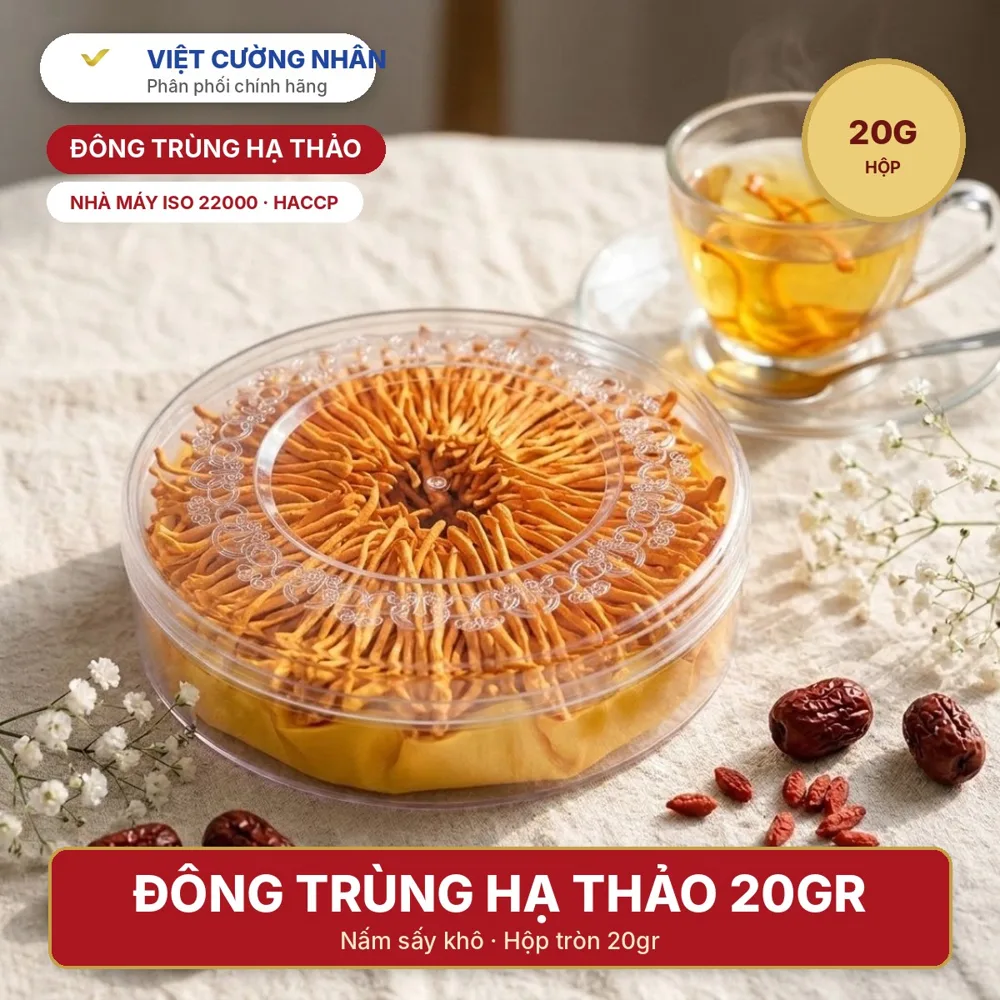 VIỆT CƯỜNG NHÂN
Phân phối chính hãng
ĐÔNG TRÙNG HẠ THẢO
NHÀ MÁY ISO 22000 · HACCP
20G
HỘP
ĐÔNG TRÙNG HẠ THẢO 20GR
Nấm sấy khô · Hộp tròn 20gr